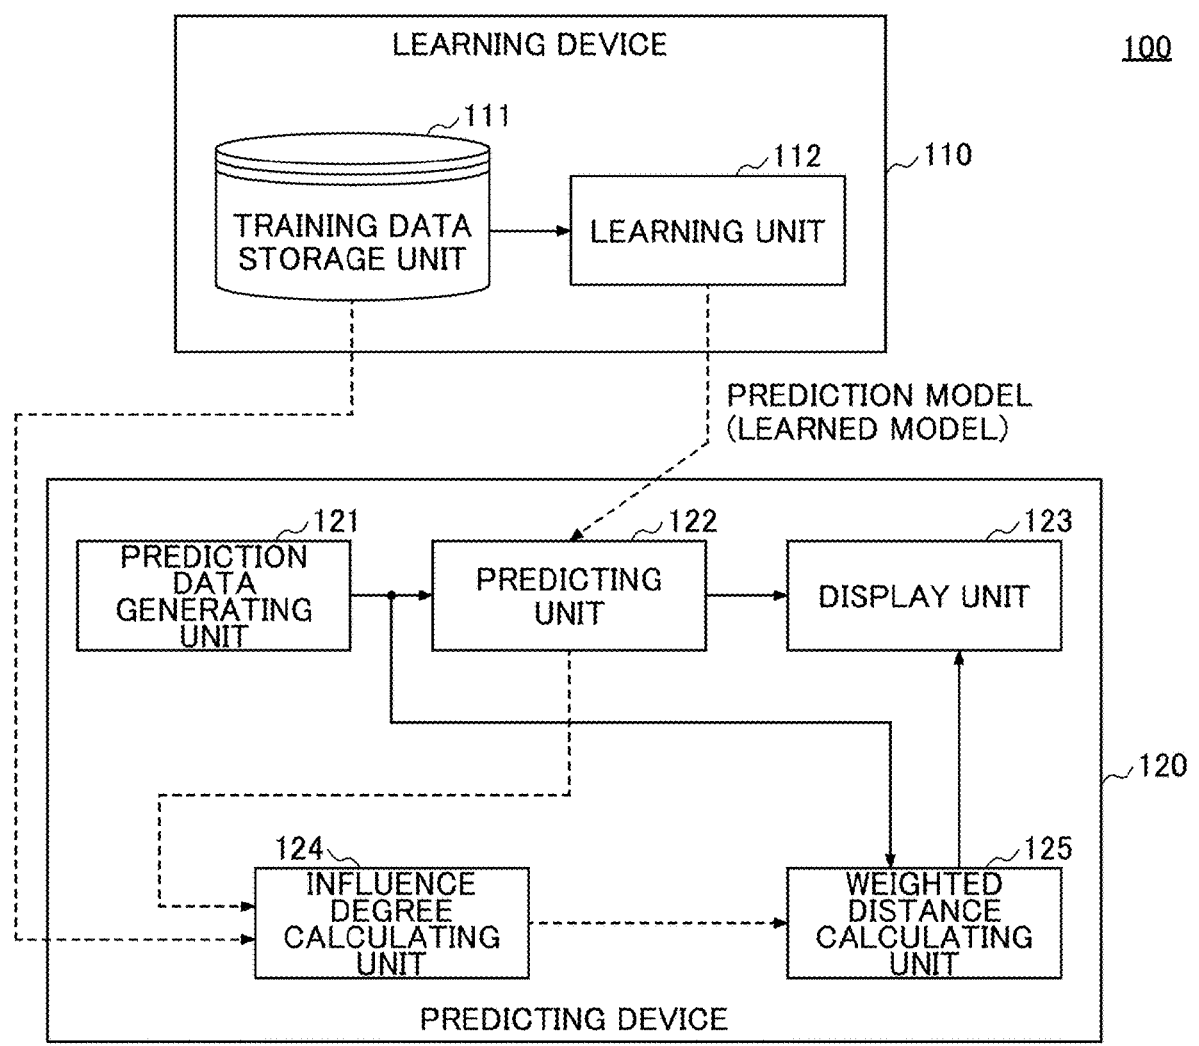 LEARNING DEVICE
100
111
112
110
TRAINING DATA
STORAGE UNIT
LEARNING UNIT
PREDICTION MODEL
(LEARNED MODEL)
121
122
123
PREDICTION
DATA
GENERATING
UNIT
PREDICTING
UNIT
DISPLAY UNIT
120
124
125
INFLUENCE
DEGREE
CALCULATING
UNIT
WEIGHTED
DISTANCE
CALCULATING
UNIT
PREDICTING DEVICE